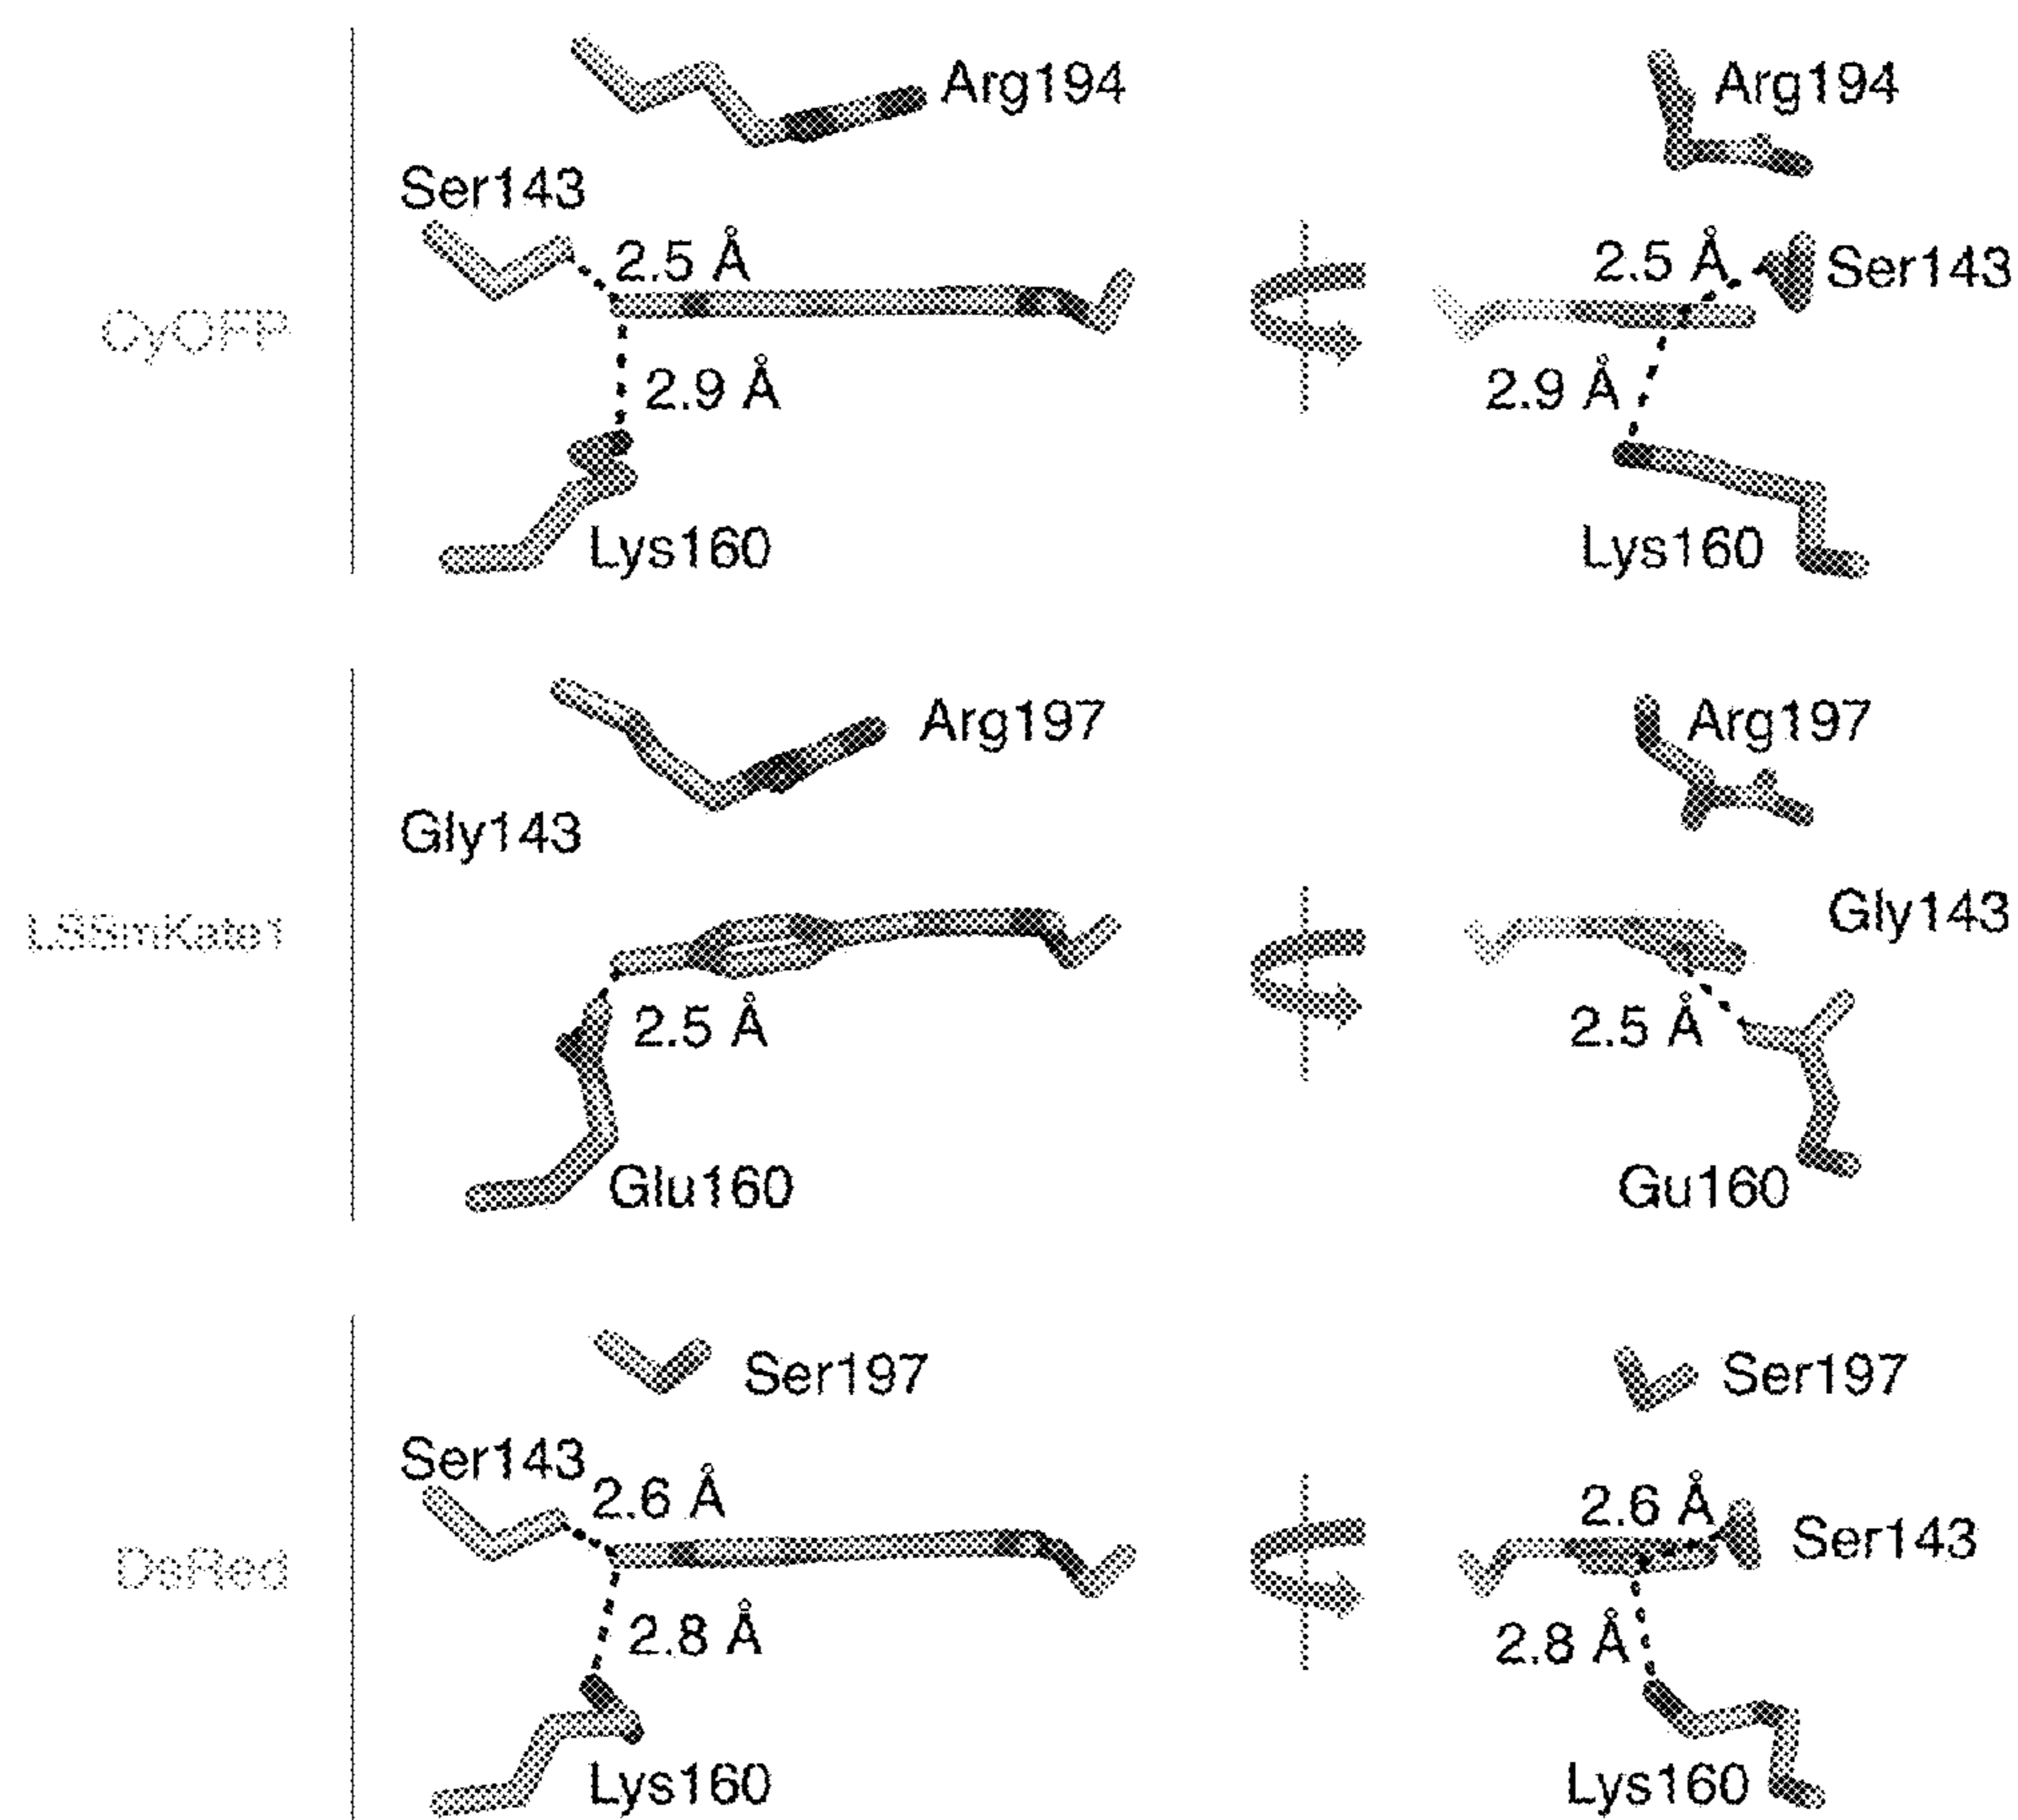 Arg194
Arg194
Ser143
2.5 Å
2.5 Å
Ser143
CyOFP
2.9 Å
2.9 Å
Lys160
Lys160
Arg197
Arg197
Gly143
Gly143
LSSmKate1
2.5 Å
2.5 Å
Glu160
Gu160
Ser197
Ser197
Ser143
2.6 Å
2.6 Å
Ser143
DsRed
2.8 Å
2.8 Å
Lys160
Lys160